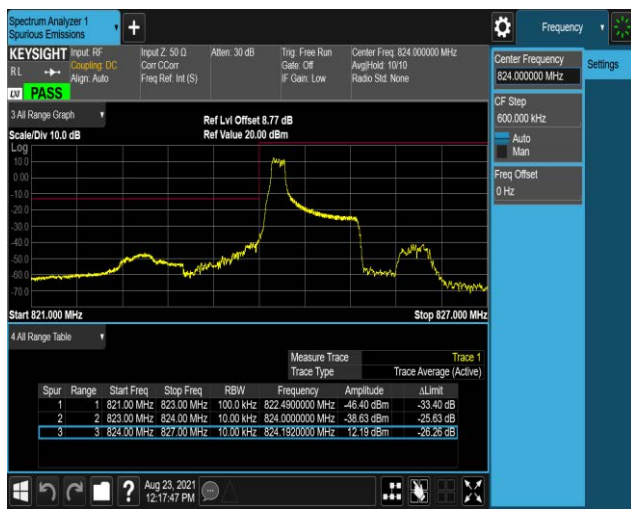 Spectrum Analyzer 1
Spurious Emissions
+
Frequency
KEYSIGHT Input: RF Input Z: 50 Ω Atten: 30 dB Trig: Free Run Center Freq: 824.000000 MHz
RL Coupling: DC Corr CCorr Gate: Off Avg|Hold: 10/10
Align: Auto Freq Ref: Int (S) IF Gain: Low Radio Std: None
LXI PASS
Center Frequency
824.000000 MHz
Settings
CF Step
600.000 kHz
Auto
Man
Freq Offset
0 Hz
3 All Range Graph
Ref Lvl Offset 8.77 dB
Scale/Div 10.0 dB Ref Value 20.00 dBm
Log
10.0
0.00
-10.0
-20.0
-30.0
-40.0
-50.0
-60.0
-70.0
Start 821.000 MHz Stop 827.000 MHz
4 All Range Table
Measure Trace Trace 1
Trace Type Trace Average (Active)
Spur Range Start Freq Stop Freq RBW Frequency Amplitude ΔLimit
1 1 821.00 MHz 823.00 MHz 100.0 kHz 822.4900000 MHz -46.40 dBm -33.40 dB
2 2 823.00 MHz 824.00 MHz 10.00 kHz 824.0000000 MHz -38.63 dBm -25.63 dB
3 3 824.00 MHz 827.00 MHz 10.00 kHz 824.1920000 MHz 12.19 dBm -26.26 dB
?
Aug 23, 2021
12:17:47 PM